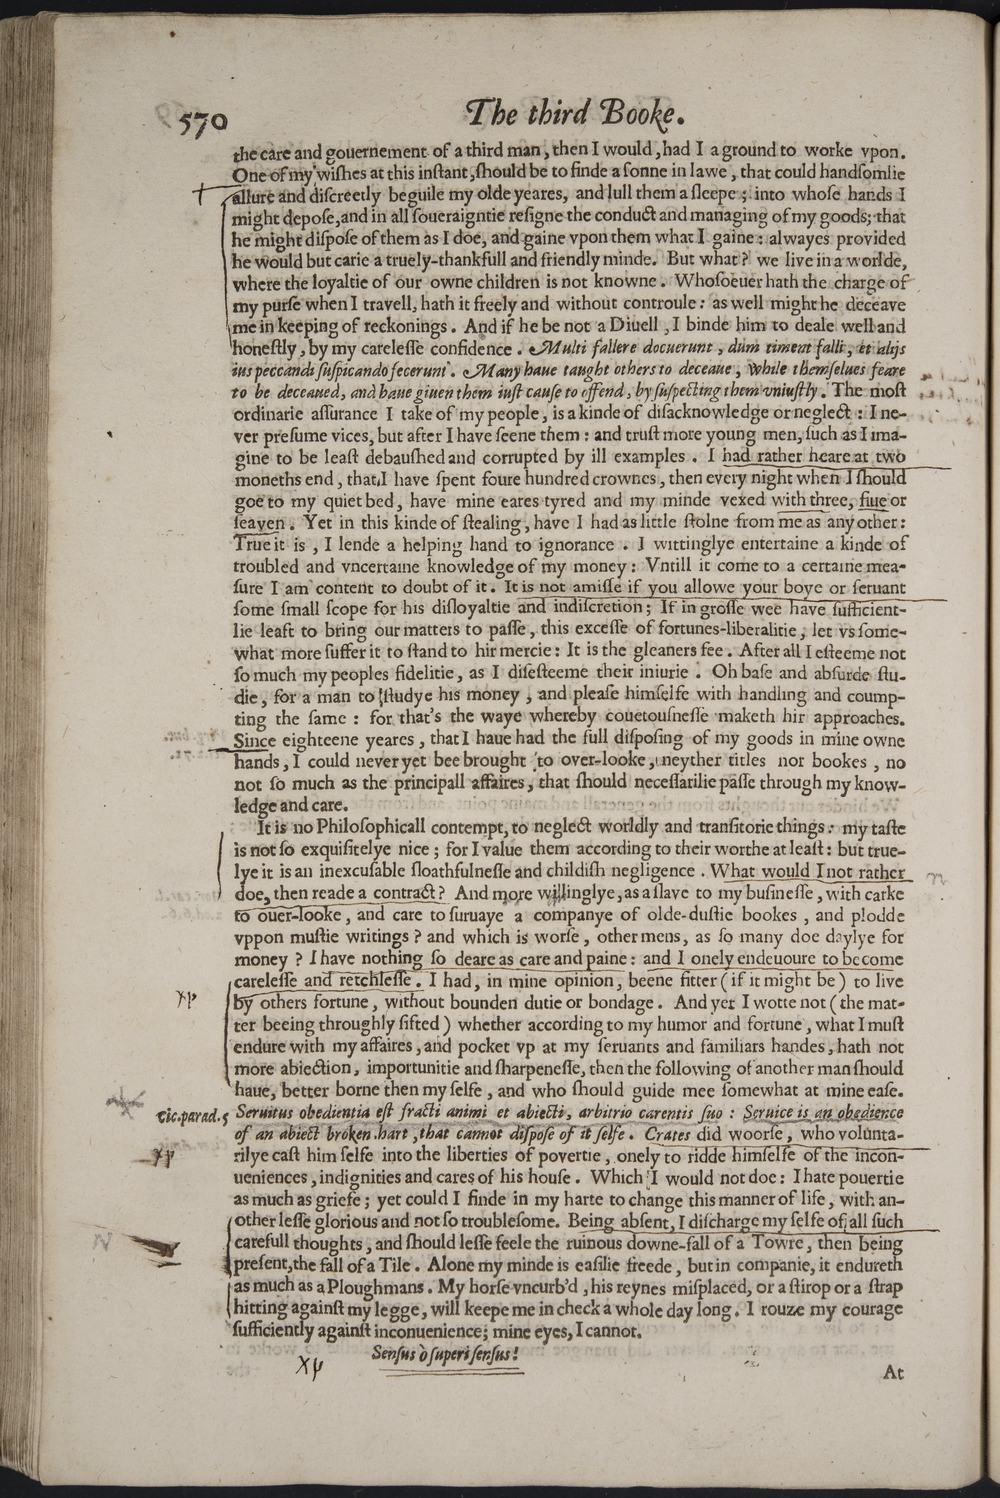 570 The third Booke.
the care and gouernement of a third man, then I would, had I a ground to worke vpon.
One of my wiſhes at this inſtant, ſhould be to finde a ſonne in lawe, that could handſomlie
allure and diſcreetly beguile my olde yeares, and lull them a ſleepe; into whoſe hands I
might depoſe, and in all ſoueraigntie reſigne the conduct and managing of my goods; that
he might diſpoſe of them as I doe, and gaine vpon them what I gaine: alwayes provided
he would but carie a truely-thankfull and friendly minde. But what? we live in a worlde,
where the loyaltie of our owne children is not knowne. Whoſoeuer hath the charge of
my purſe when I travell, hath it freely and without controule: as well might he deceave
me in keeping of reckonings. And if he be not a Diuell, I binde him to deale well and
honeſtly, by my careleſſe confidence. Multi fallere docuerunt, dum timent falli, et alijs
ius peccandi ſuſpicando fecerunt. Many haue taught others to deceaue, While themſelues feare
to be deceaued, and haue giuen them iuſt cauſe to offend, by ſuſpecting them vniuſtly. The moſt
ordinarie aſſurance I take of my people, is a kinde of diſacknowledge or neglect: I ne-
ver preſume vices, but after I have ſeene them: and truſt more young men, ſuch as I ima-
gine to be leaſt debauſhed and corrupted by ill examples. I had rather heare at two
moneths end, that I have ſpent foure hundred crownes, then every night when I ſhould
goe to my quiet bed, have mine eares tyred and my minde vexed with three, fiue or
ſeaven. Yet in this kinde of ſtealing, have I had as little ſtolne from me as any other:
True it is, I lende a helping hand to ignorance. I wittinglye entertaine a kinde of
troubled and vncertaine knowledge of my money: Vntill it come to a certaine mea-
ſure I am content to doubt of it. It is not amiſſe if you allowe your boye or ſeruant
ſome ſmall ſcope for his diſloyaltie and indiſcretion; If in groſſe wee have ſufficient-
lie leaft to bring our matters to paſſe, this exceſſe of fortunes-liberalitie, let vs ſome-
what more ſuffer it to ſtand to hir mercie: It is the gleaners fee. After all I eſteeme not
ſo much my peoples fidelitie, as I diſeſteeme their iniurie. Oh baſe and abſurde ſtu-
die, for a man to ſtudye his money, and pleaſe himſelfe with handling and coump-
ting the ſame: for that's the waye whereby couetouſneſſe maketh hir approaches.
Since eighteene yeares, that I haue had the full diſpoſing of my goods in mine owne
hands, I could never yet bee brought to over-looke, neyther titles nor bookes, no
not ſo much as the principall affaires, that ſhould neceſſarilie paſſe through my know-
ledge and care.
It is no Philoſophicall contempt, to neglect worldly and tranſitorie things: my taſte
is not ſo exquiſitelye nice; for I value them according to their worthe at leaſt: but true-
lye it is an inexcuſable ſloathfulneſſe and childiſh negligence. What would I not rather
doe, then reade a contract? And more willinglye, as a ſlave to my buſineſſe, with carke
to ouer-looke, and care to ſuruaye a companye of olde-duſtie bookes, and plodde
vppon muſtie writings? and which is worſe, other mens, as ſo many doe daylye for
money? I have nothing ſo deare as care and paine: and I onely endeuoure to become
careleſſe and retchleſſe. I had, in mine opinion, beene fitter (if it might be) to live
by others fortune, without bounden dutie or bondage. And yet I wotte not (the mat-
ter beeing throughly ſifted) whether according to my humor and fortune, what I muſt
endure with my affaires, and pocket vp at my ſeruants and familiars handes, hath not
more abiection, importunitie and ſharpeneſſe, then the following of another man ſhould
haue, better borne then my ſelfe, and who ſhould guide mee ſomewhat at mine eaſe.
Cic. parad. 5 Seruitus obedientia eſt fracti animi et abiecti, arbitrio carentis ſuo: Seruice is an obedience
of an abiect broken hart, that cannot diſpoſe of it ſelfe. Crates did woorſe, who volunta-
rilye caſt himſelfe into the liberties of povertie, onely to ridde himſelfe of the incon-
ueniences, indignities and cares of his houſe. Which I would not doe: I hate pouertie
as much as griefe; yet could I finde in my harte to change this manner of life, with an-
other leſſe glorious and not ſo troubleſome. Being abſent, I diſcharge my ſelfe of all ſuch
carefull thoughts, and ſhould leſſe feele the ruinous downe-fall of a Towre, then being
preſent, the fall of a Tile. Alone my minde is eaſilie freede, but in companie, it endureth
as much as a Ploughmans. My horſe vncurb'd, his reynes miſplaced, or a ſtirop or a ſtrap
hitting againſt my legge, will keepe me in check a whole day long. I rouze my courage
ſufficiently againſt inconuenience; mine eyes, I cannot.
Senſus ò ſuperi ſenſus!
At